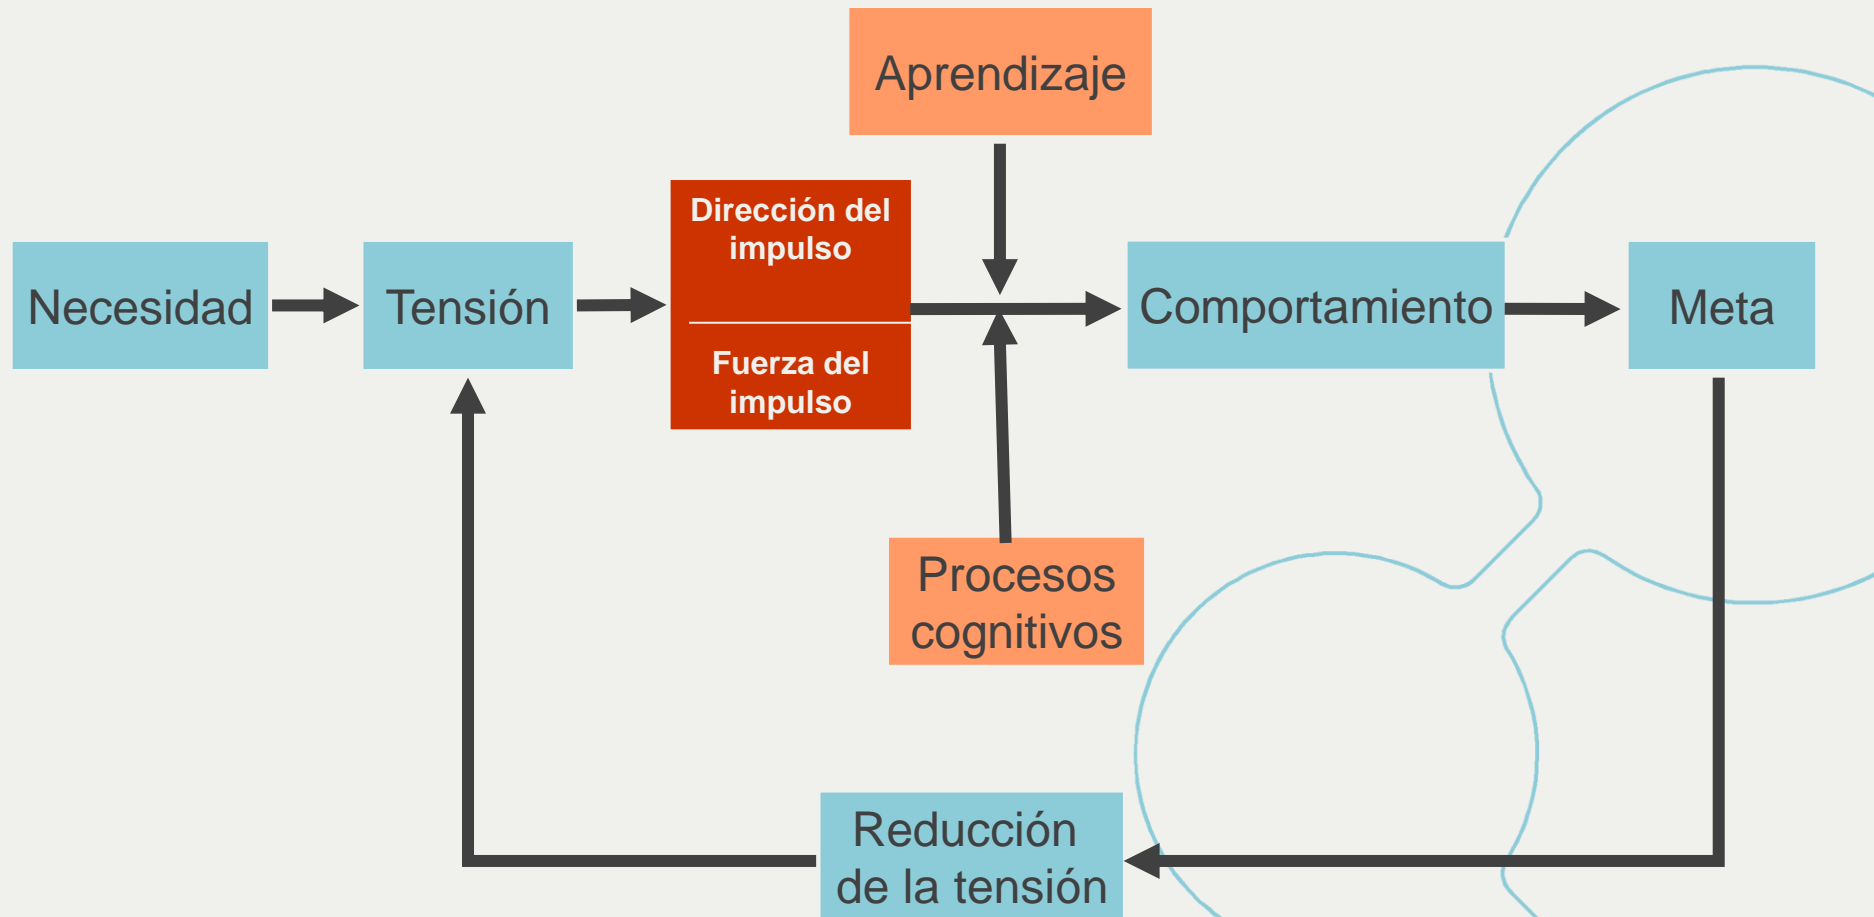 Aprendizaje
Dirección del
impulso
Necesidad
Tensión
Comportamiento
Meta
Fuerza del
impulso
Procesos
cognitivos
Reducción
de la tensión